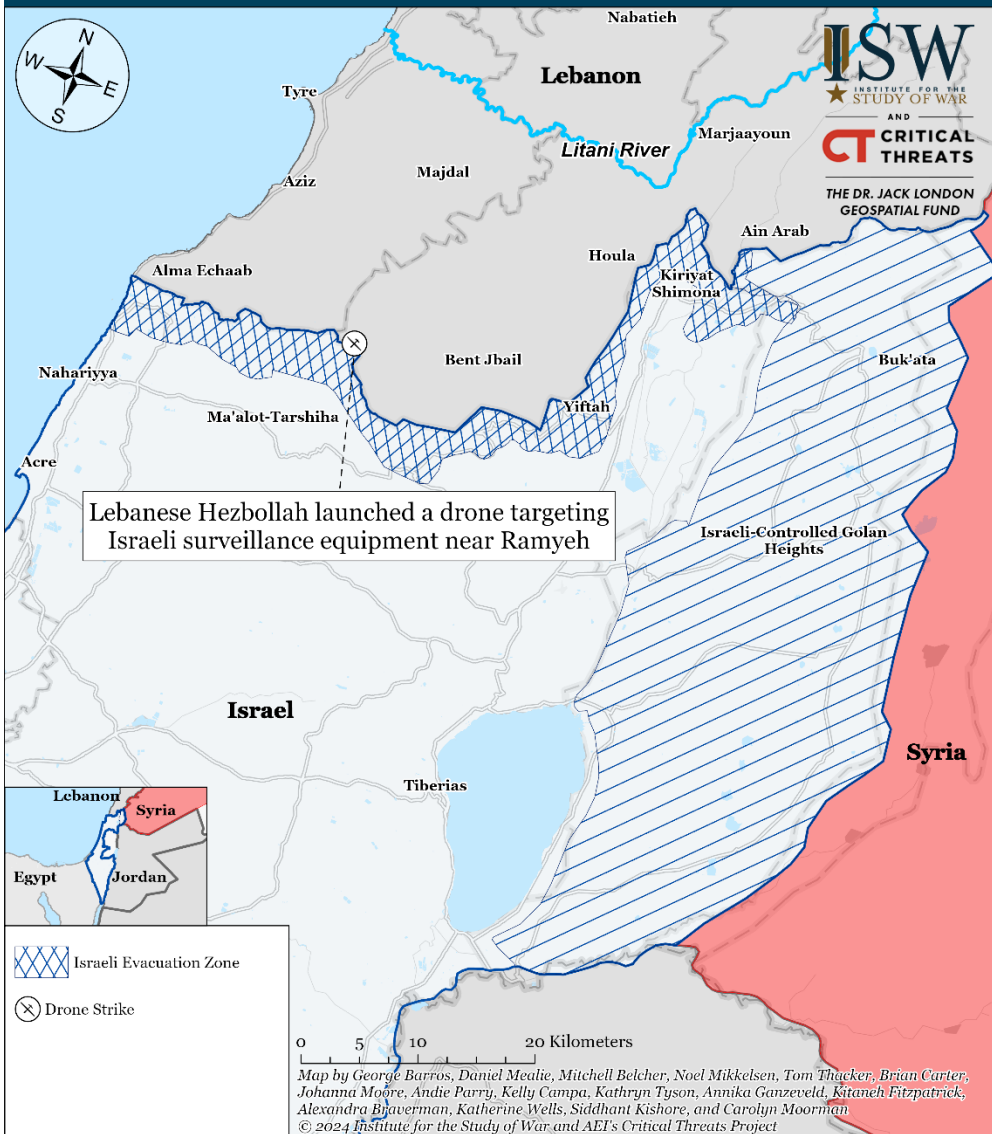 N
W
E
S
Nabatieh
ISW
INSTITUTE FOR THE
STUDY OF WAR
AND
CT CRITICAL
THREATS
THE DR. JACK LONDON
GEOSPATIAL FUND
Lebanon
Tyre
Litani River
Marjaayoun
Majdal
Aziz
Ain Arab
Houla
Alma Echaab
Kiriyat
Shimona
Bent Jbail
Buk'ata
Nahariyya
Yiftah
Ma'alot-Tarshiha
Acre
Lebanese Hezbollah launched a drone targeting
Israeli surveillance equipment near Ramyeh
Israeli-Controlled Golan
Heights
Israel
Syria
Tiberias
Lebanon
Syria
Egypt
Jordan
Israeli Evacuation Zone
Drone Strike
0 5 10 20 Kilometers
Map by George Barros, Daniel Mealie, Mitchell Belcher, Noel Mikkelsen, Tom Thacker, Brian Carter,
Johanna Moore, Andie Parry, Kelly Campa, Kathryn Tyson, Annika Ganzeveld, Kitaneh Fitzpatrick,
Alexandra Braverman, Katherine Wells, Siddhant Kishore, and Carolyn Moorman
© 2024 Institute for the Study of War and AEI's Critical Threats Project